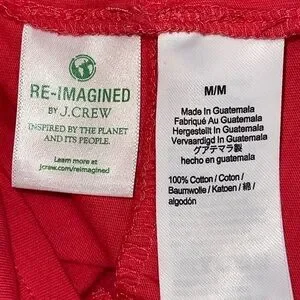 RE-IMAGINED
BY J.CREW
INSPIRED BY THE PLANET
AND ITS PEOPLE.
Learn more at
jcrew.com/reimagined
M/M
Made In Guatemala
Fabriqué Au Guatemala
Hergestellt In Guatemala
Vervaardigd In Guatemala
グアテマラ製
hecho en guatemala
100% Cotton / Coton /
Baumwolle / Katoen / 綿 /
algodón